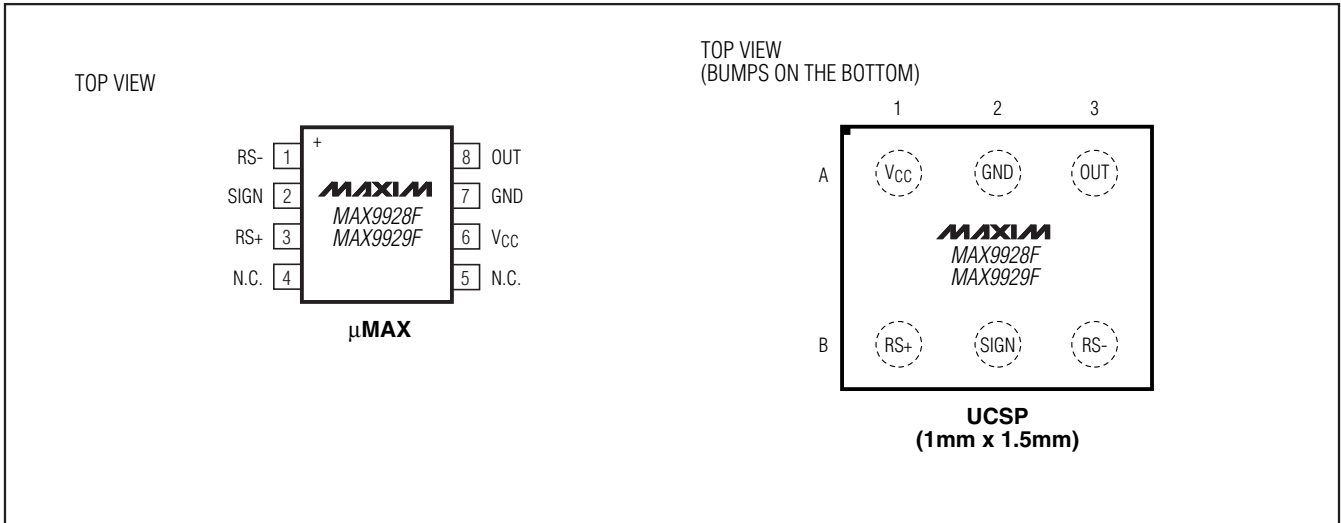 TOP VIEW
+
RS- 1
SIGN 2
RS+ 3
N.C. 4
8 OUT
7 GND
6 VCC
5 N.C.
MAXIM
MAX9928F
MAX9929F
μMAX
TOP VIEW
(BUMPS ON THE BOTTOM)
1 2 3
A VCC GND OUT
MAXIM
MAX9928F
MAX9929F
B RS+ SIGN RS-
UCSP
(1mm x 1.5mm)